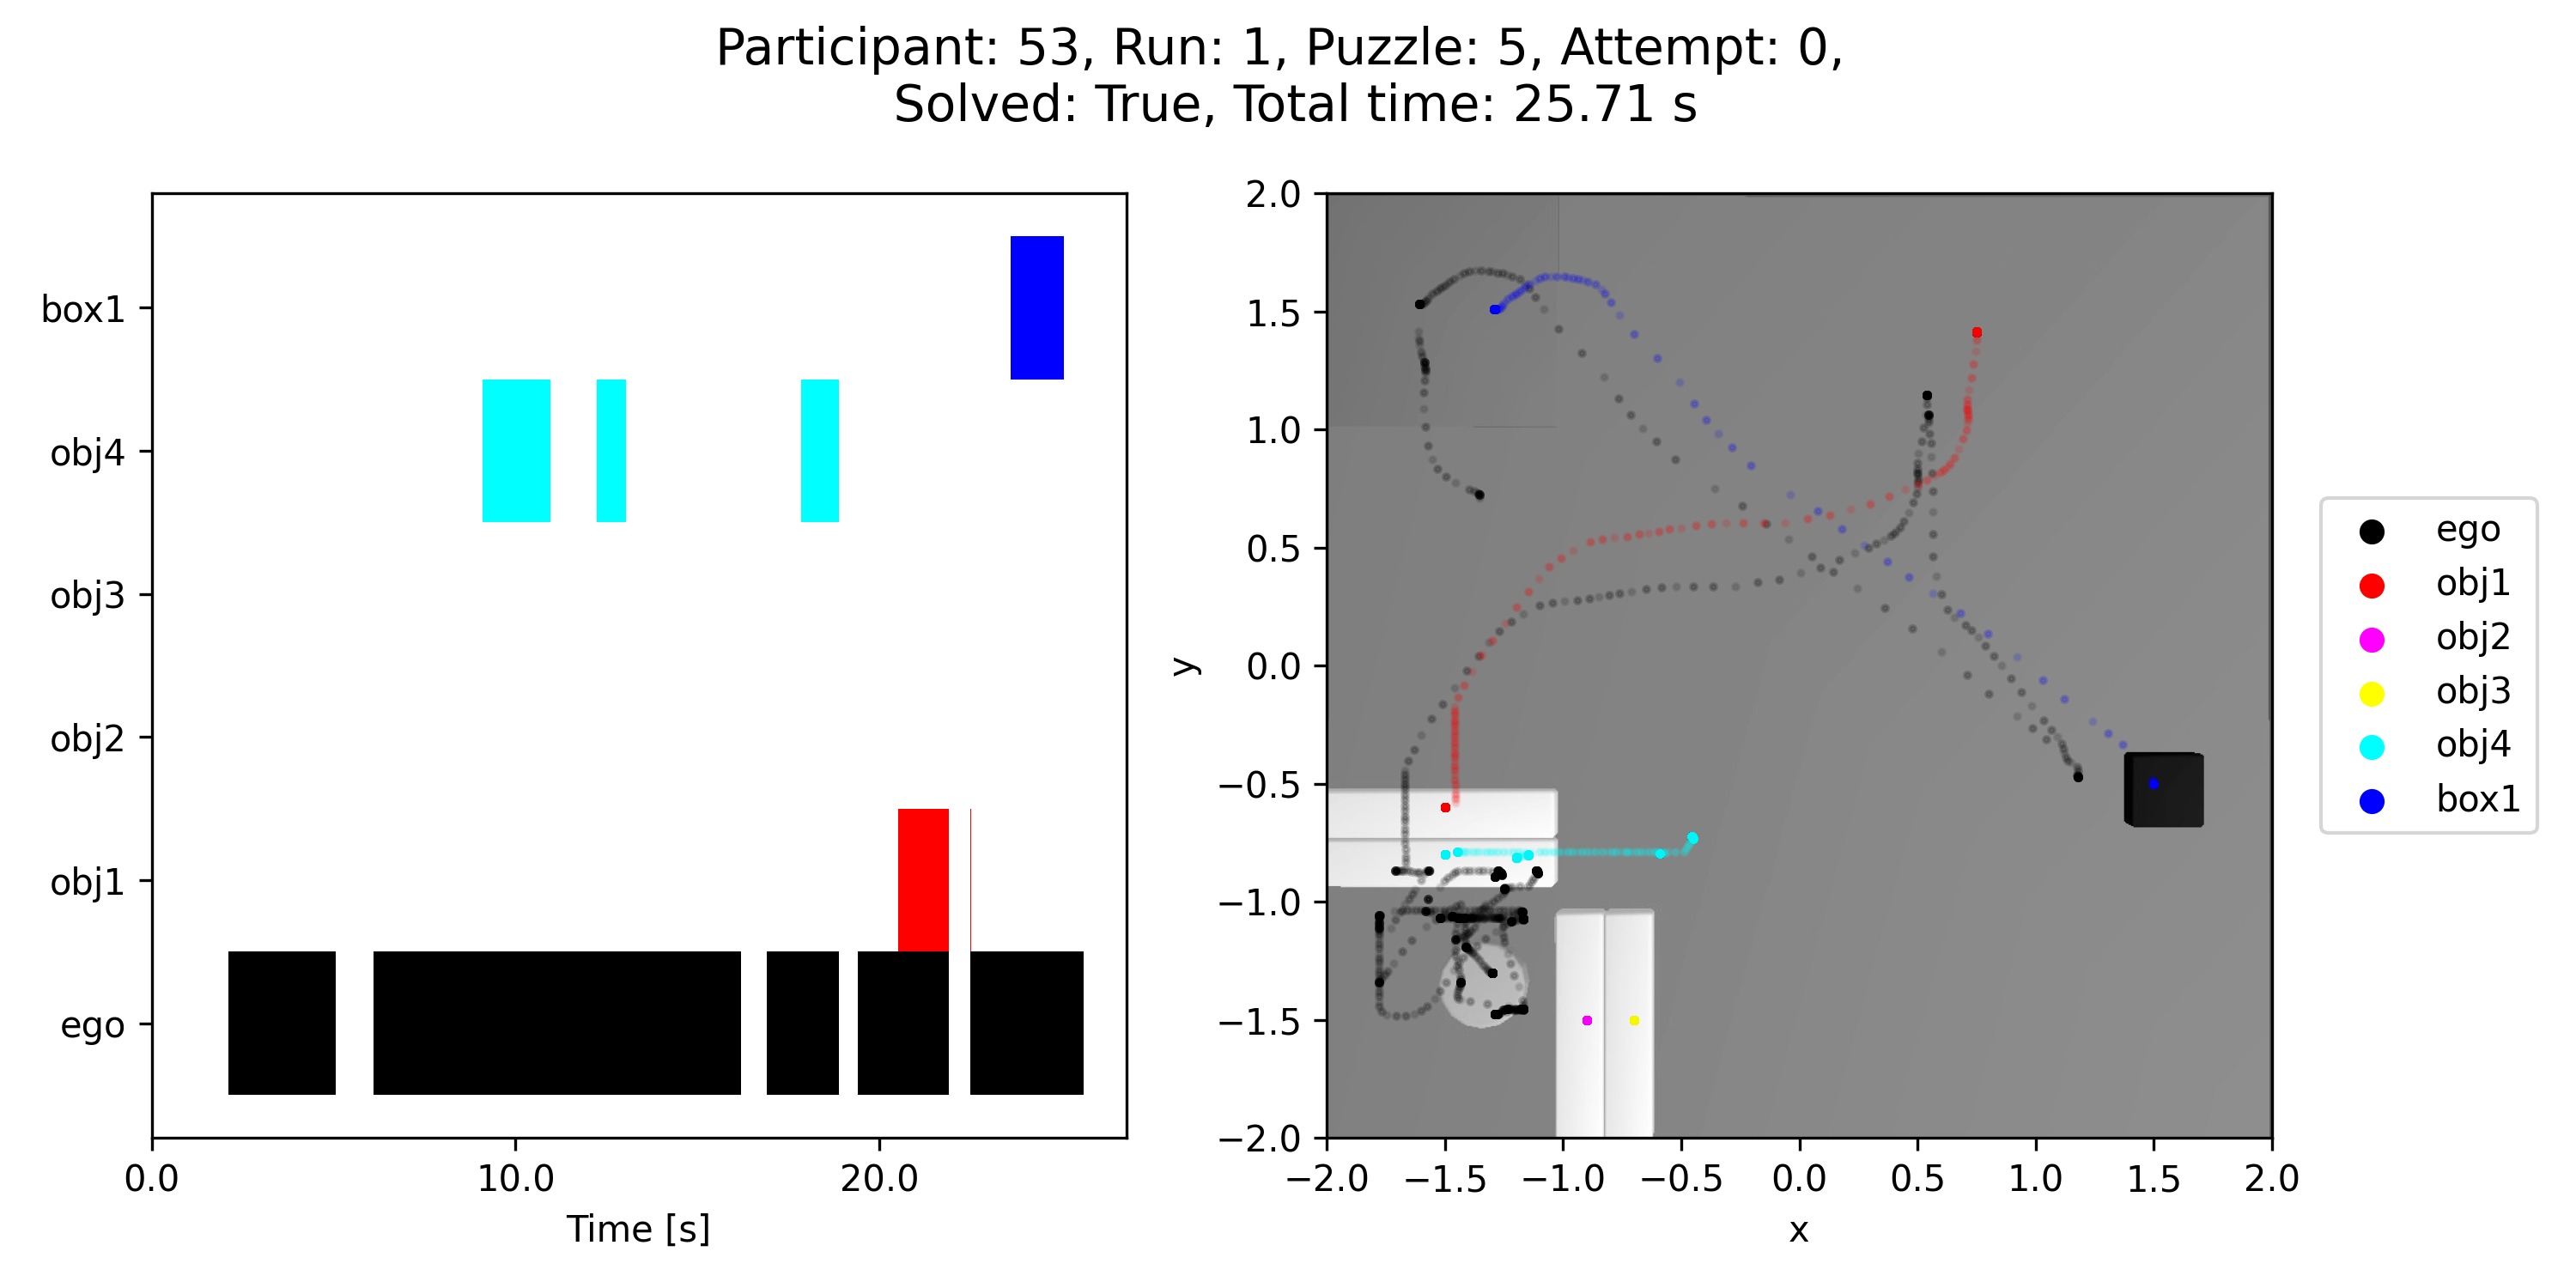 Participant: 53, Run: 1, Puzzle: 5, Attempt: 0,
Solved: True, Total time: 25.71 s
box1
obj4
obj3
obj2
obj1
ego
0.0
10.0
20.0
Time [s]
2.0
1.5
1.0
0.5
0.0
−0.5
−1.0
−1.5
−2.0
y
−2.0
−1.5
−1.0
−0.5
0.0
0.5
1.0
1.5
2.0
x
ego
obj1
obj2
obj3
obj4
box1